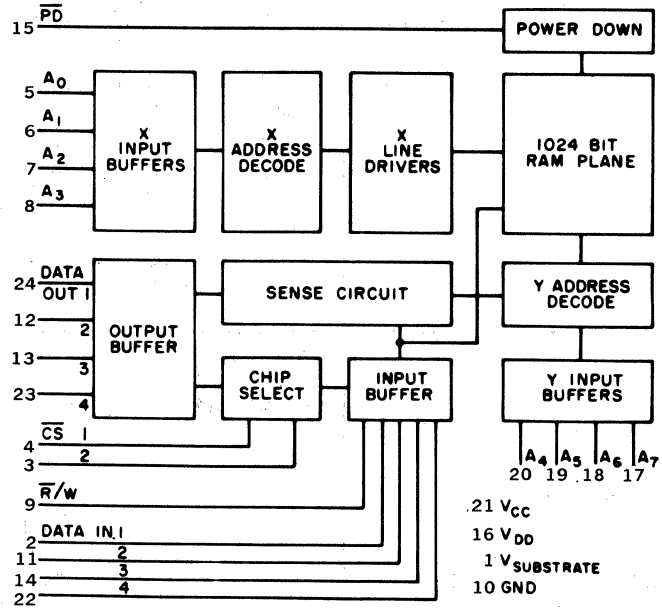 PD
15
POWER DOWN
5 A0
6 A1
7 A2
8 A3
X
INPUT
BUFFERS
X
ADDRESS
DECODE
X
LINE
DRIVERS
1024 BIT
RAM PLANE
24 DATA
OUT 1
12 2
13 3
23 4
OUTPUT
BUFFER
SENSE CIRCUIT
Y ADDRESS
DECODE
CHIP
SELECT
INPUT
BUFFER
Y INPUT
BUFFERS
4 CS 1
3 2
9 R/W
2 DATA IN 1
11 2
14 3
22 4
A4 A5 A6 A7
20 19 18 17
21 VCC
16 VDD
1 VSUBSTRATE
10 GND